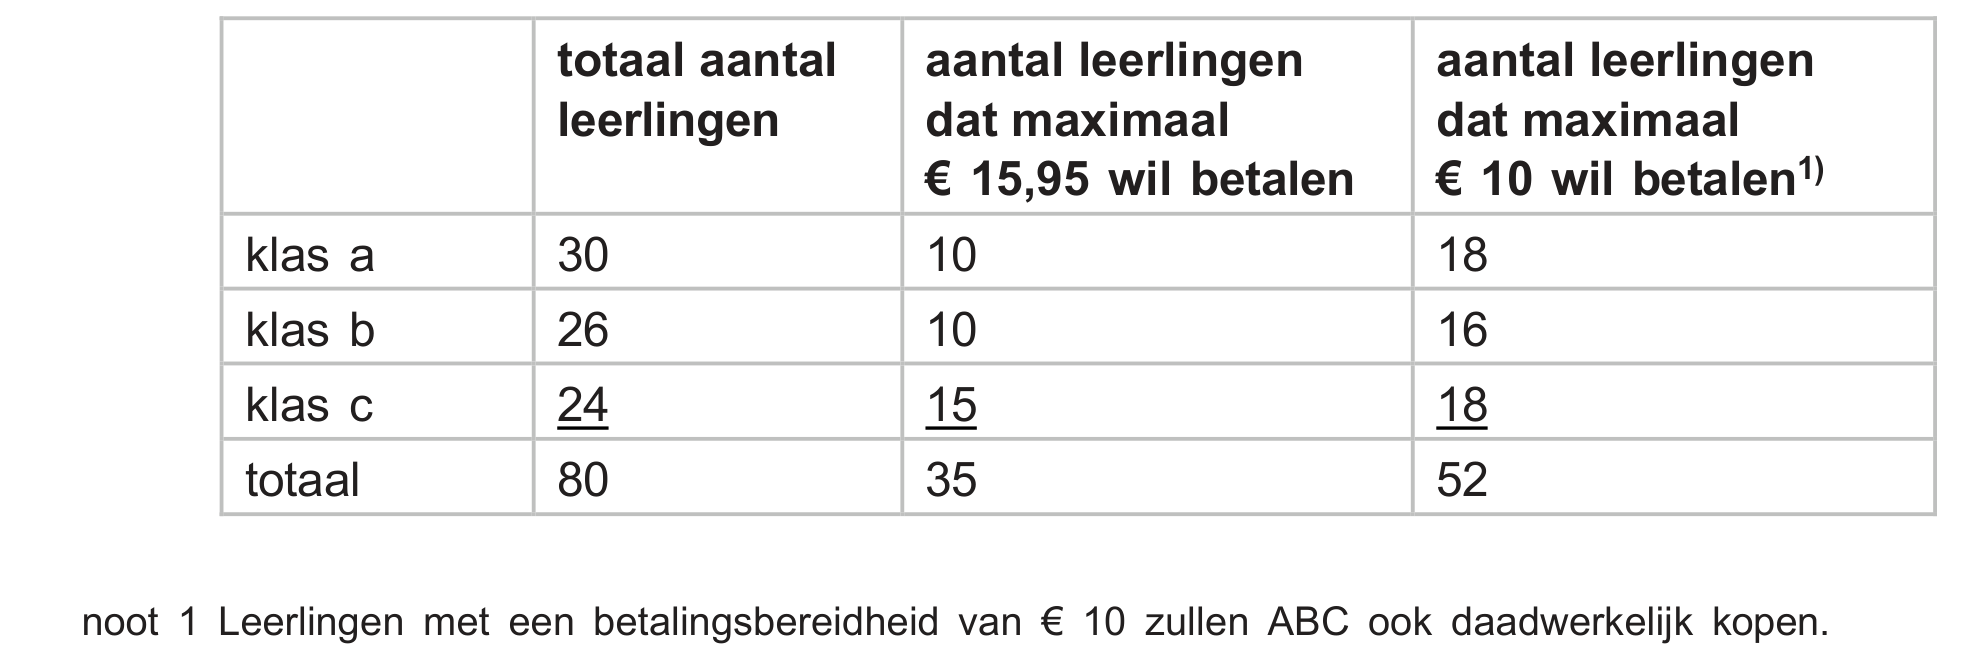 totaal aantal leerlingen | aantal leerlingen dat maximaal € 15,95 wil betalen | aantal leerlingen dat maximaal € 10 wil betalen1)
klas a 30 10 18
klas b 26 10 16
klas c 24 15 18
totaal 80 35 52
noot 1 Leerlingen met een betalingsbereidheid van € 10 zullen ABC ook daadwerkelijk kopen.